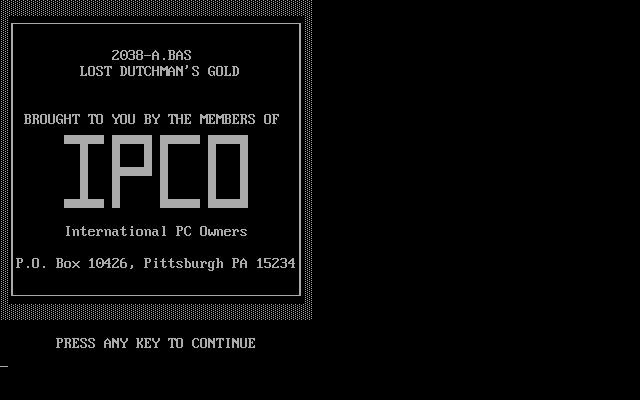 2038-A.BAS
LOST DUTCHMAN'S GOLD
BROUGHT TO YOU BY THE MEMBERS OF
IPCO
International PC Owners
P.O. Box 10426, Pittsburgh PA 15234
PRESS ANY KEY TO CONTINUE